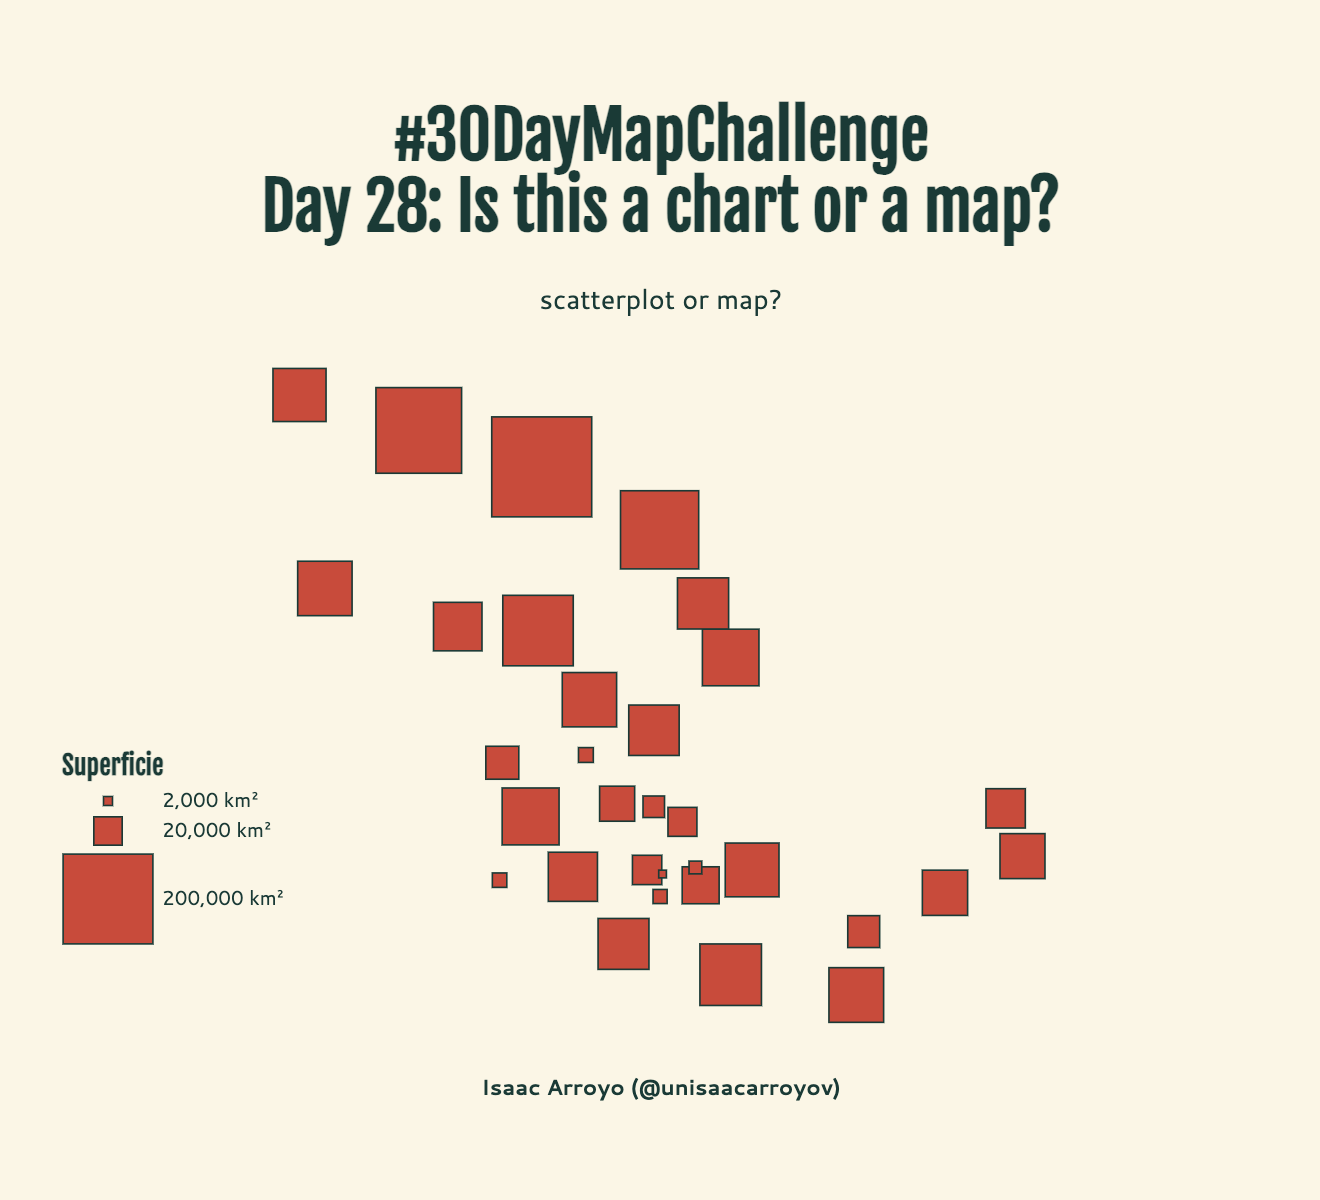 #30DayMapChallenge
Day 28: Is this a chart or a map?
scatterplot or map?
Superficie
2,000 km²
20,000 km²
200,000 km²
Isaac Arroyo (@unisaacarroyov)